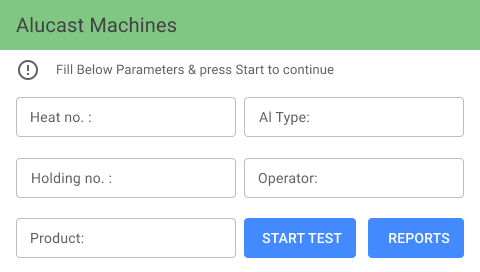 Alucast Machines
Fill Below Parameters & press Start to continue
Heat no. :
Al Type:
Holding no. :
Operator:
Product:
START TEST
REPORTS